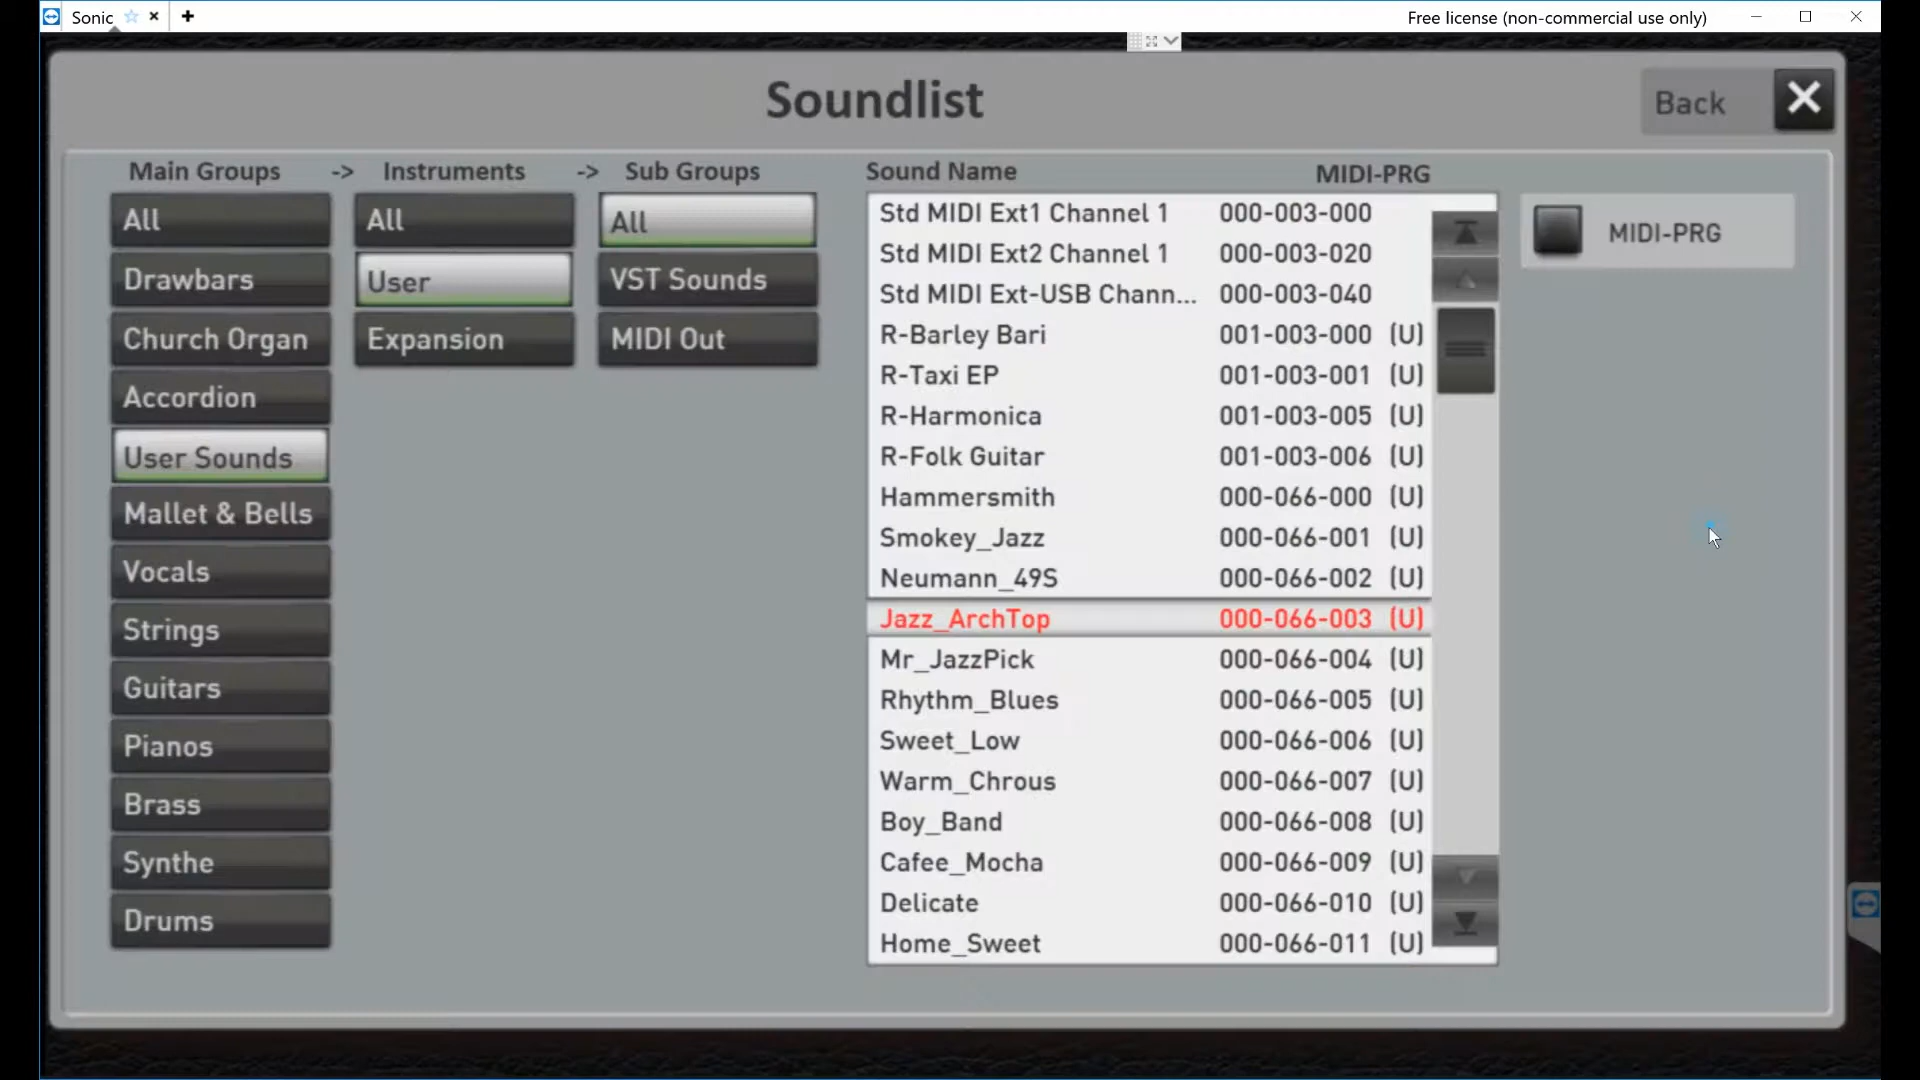 Sonic
Free license (non-commercial use only)
Soundlist
Back
Main Groups -> Instruments -> Sub Groups
Sound Name MIDI-PRG
All
Drawbars
Church Organ
Accordion
User Sounds
Mallet & Bells
Vocals
Strings
Guitars
Pianos
Brass
Synthe
Drums
All
User
Expansion
All
VST Sounds
MIDI Out
Std MIDI Ext1 Channel 1 000-003-000
Std MIDI Ext2 Channel 1 000-003-020
Std MIDI Ext-USB Chann... 000-003-040
R-Barley Bari 001-003-000 (U)
R-Taxi EP 001-003-001 (U)
R-Harmonica 001-003-005 (U)
R-Folk Guitar 001-003-006 (U)
Hammersmith 000-066-000 (U)
Smokey_Jazz 000-066-001 (U)
Neumann_49S 000-066-002 (U)
Jazz_ArchTop 000-066-003 (U)
Mr_JazzPick 000-066-004 (U)
Rhythm_Blues 000-066-005 (U)
Sweet_Low 000-066-006 (U)
Warm_Chrous 000-066-007 (U)
Boy_Band 000-066-008 (U)
Cafee_Mocha 000-066-009 (U)
Delicate 000-066-010 (U)
Home_Sweet 000-066-011 (U)
MIDI-PRG